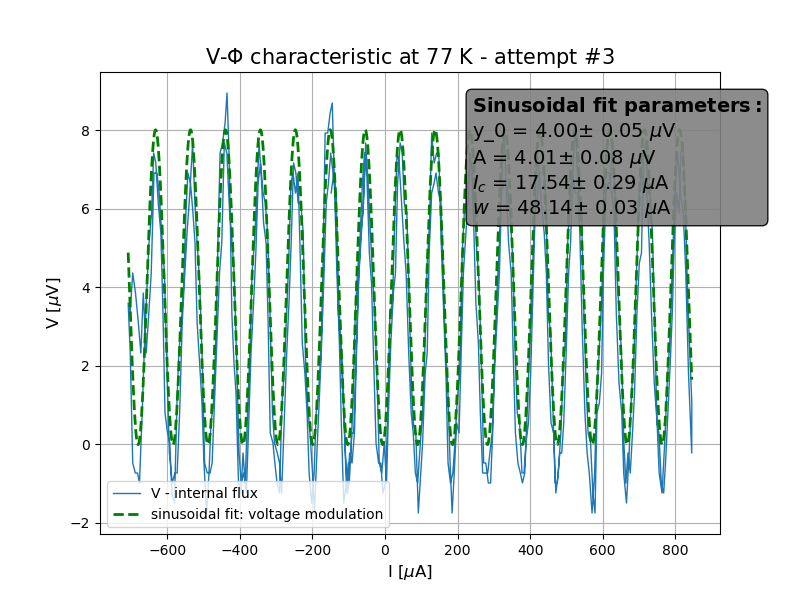 V-Φ characteristic at 77 K - attempt #3
Sinusoidal fit parameters:
y_0 = 4.00± 0.05 μV
A = 4.01± 0.08 μV
I_c = 17.54± 0.29 μA
w = 48.14± 0.03 μA
V [μV]
8
6
4
2
0
−2
V - internal flux
sinusoidal fit: voltage modulation
−600 −400 −200 0 200 400 600 800
I [μA]